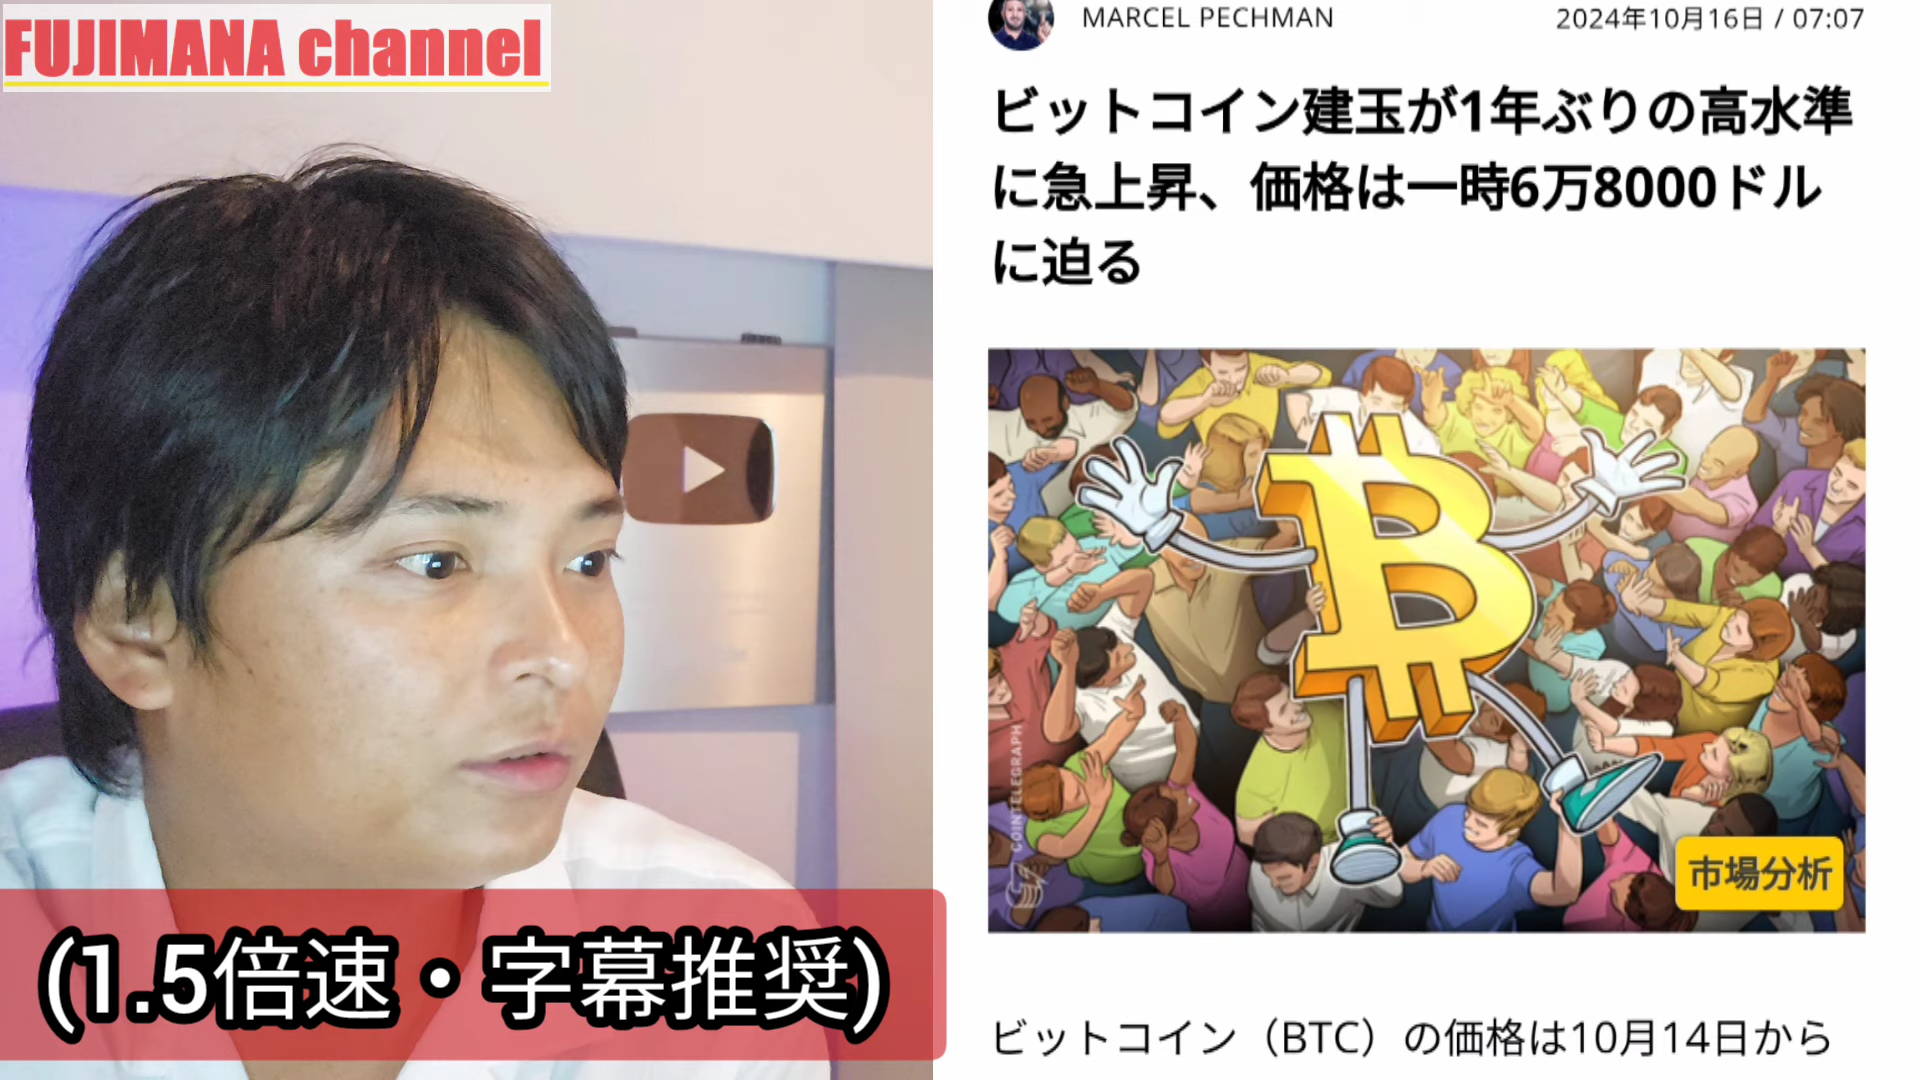 FUJIMANA channel
MARCEL PECHMAN
2024年10月16日 / 07:07
ビットコイン建玉が1年ぶりの高水準
に急上昇、価格は一時6万8000ドル
に迫る
COINTELEGRAPH
市場分析
(1.5倍速・字幕推奨)
ビットコイン（BTC）の価格は10月14日から